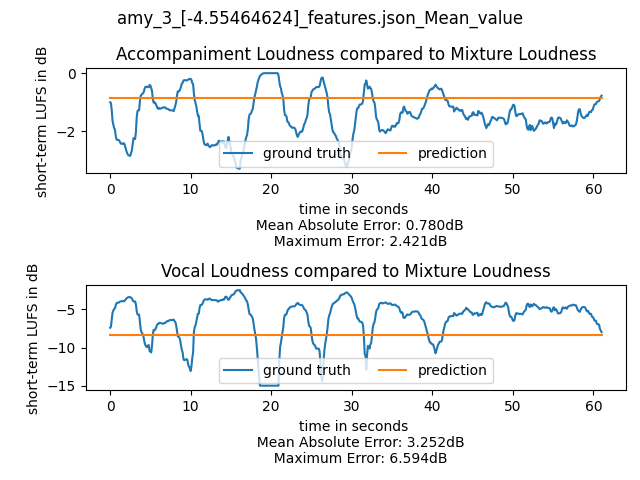 amy_3_[-4.55464624]_features.json_Mean_value
Accompaniment Loudness compared to Mixture Loudness
short-term LUFS in dB
0
−2
ground truth
prediction
0 10 20 30 40 50 60
time in seconds
Mean Absolute Error: 0.780dB
Maximum Error: 2.421dB
Vocal Loudness compared to Mixture Loudness
short-term LUFS in dB
−5
−10
−15
ground truth
prediction
0 10 20 30 40 50 60
time in seconds
Mean Absolute Error: 3.252dB
Maximum Error: 6.594dB